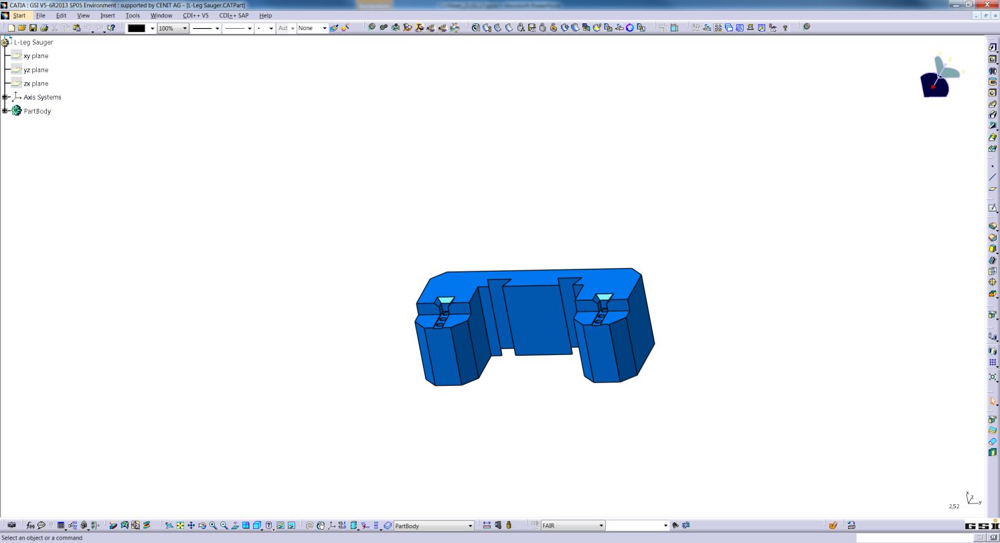 CATIA : GSI V5-6R2013 SP05 Environment : supported by CENIT AG - [L-Leg Sauger.CATPart]
Start File Edit View Insert Tools Window CDI++ V5 CDI++ SAP Help
100% Aut None
L-Leg Sauger
xy plane
yz plane
zx plane
Axis Systems
PartBody
x
z
y
x
z
y
2,52
f(x) PartBody FAIR
GSI
Select an object or a command